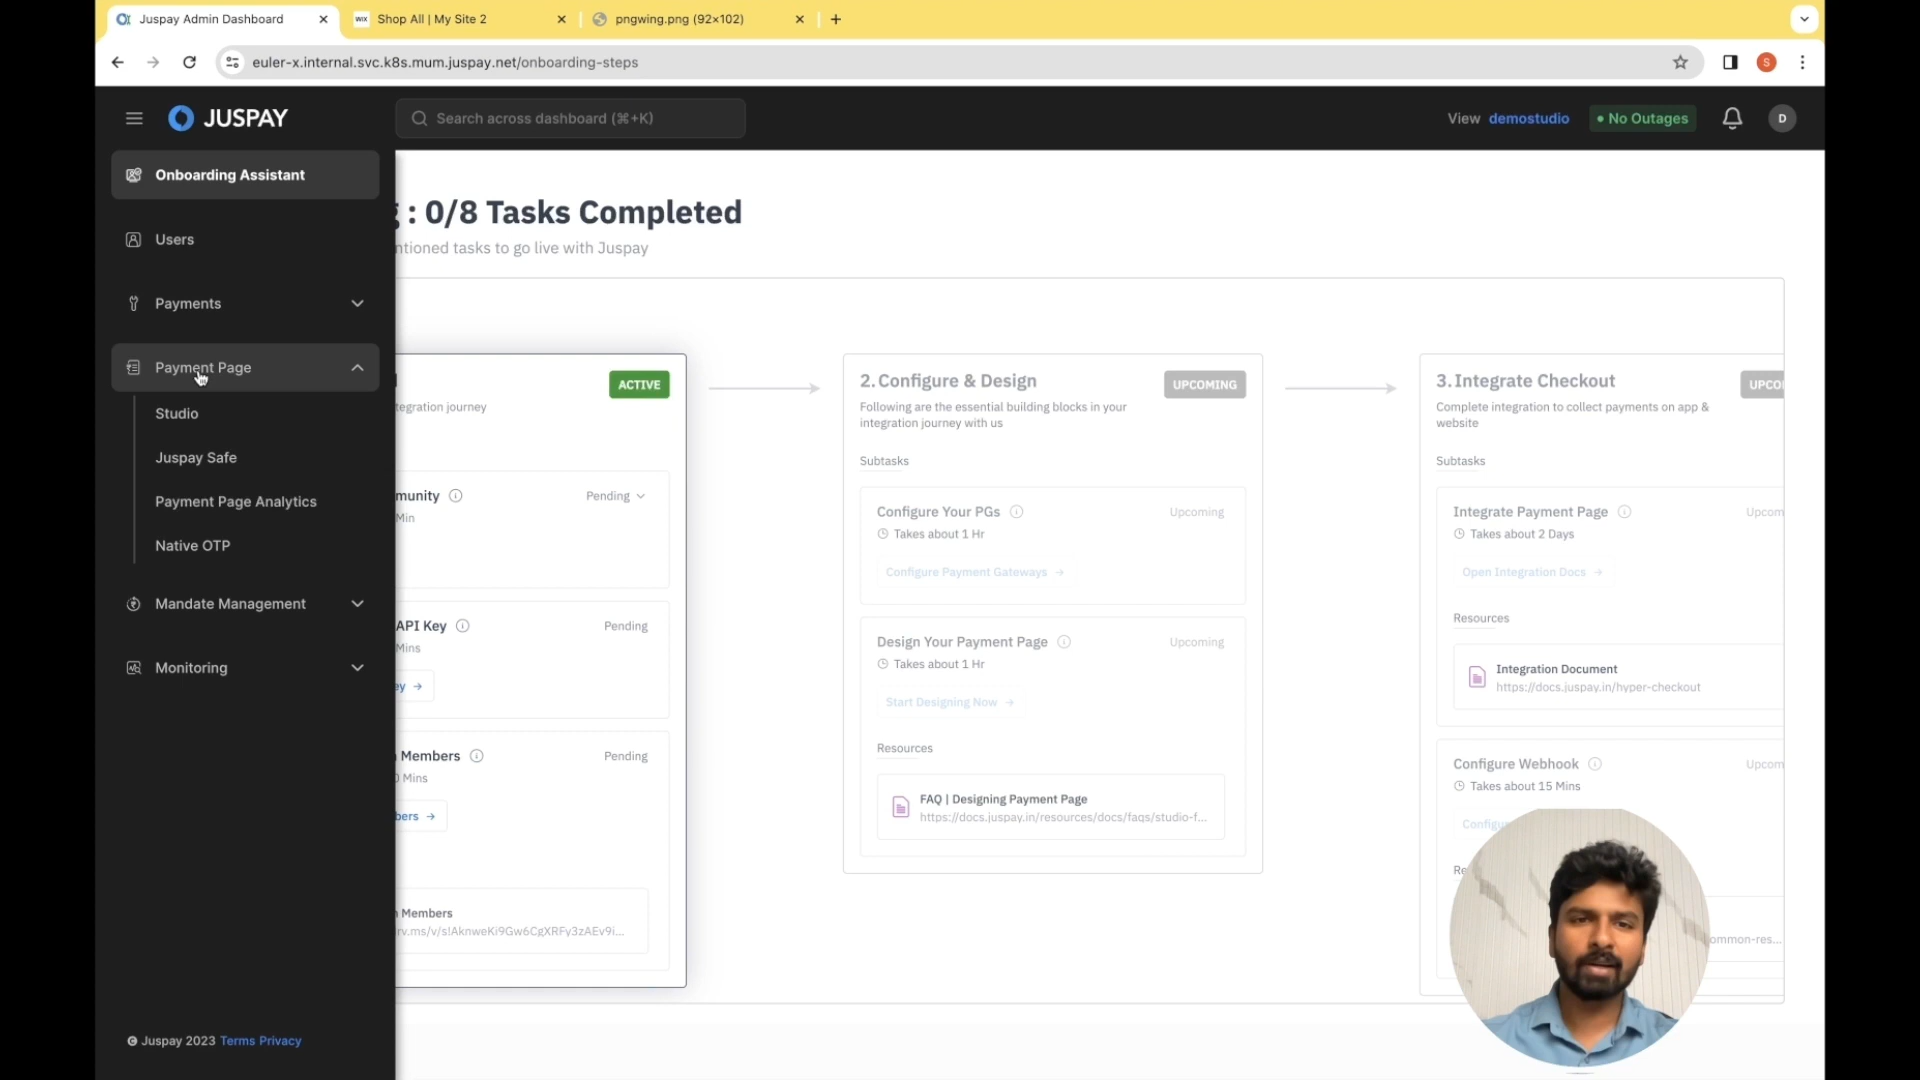 Juspay Admin Dashboard
WIX Shop All | My Site 2
pngwing.png (92×102)
euler-x.internal.svc.k8s.mum.juspay.net/onboarding-steps
S
JUSPAY
Search across dashboard (⌘+K)
View demostudio
• No Outages
D
Onboarding Assistant
Users
Payments
Payment Page
Studio
Juspay Safe
Payment Page Analytics
Native OTP
Mandate Management
Monitoring
© Juspay 2023 Terms Privacy
: 0/8 Tasks Completed
ntioned tasks to go live with Juspay
ACTIVE
tegration journey
munity
Pending
Min
API Key
Pending
Mins
ey →
Members
Pending
0 Mins
bers →
Members
rv.ms/v/s!AknweKi9Gw6CgXRFy3zAEv9i...
2. Configure & Design
UPCOMING
Following are the essential building blocks in your
integration journey with us
Subtasks
Configure Your PGs
Upcoming
Takes about 1 Hr
Configure Payment Gateways →
Design Your Payment Page
Upcoming
Takes about 1 Hr
Start Designing Now →
Resources
FAQ | Designing Payment Page
https://docs.juspay.in/resources/docs/faqs/studio-f...
3. Integrate Checkout
UPCO
Complete integration to collect payments on app &
website
Subtasks
Integrate Payment Page
Upcom
Takes about 2 Days
Open Integration Docs →
Resources
Integration Document
https://docs.juspay.in/hyper-checkout
Configure Webhook
Upcom
Takes about 15 Mins
Configu
Re
ommon-res...